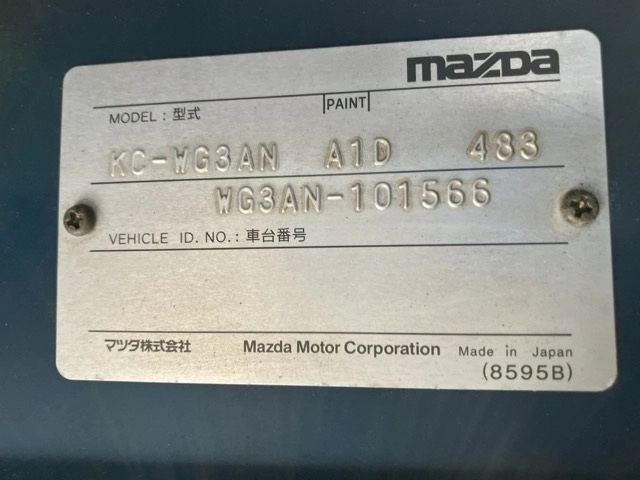 mazda
MODEL : 型式 PAINT
KC-WG3AN A1D 483
WG3AN-101566
VEHICLE ID. NO. : 車台番号
マツダ株式会社 Mazda Motor Corporation Made in Japan
(8595B)